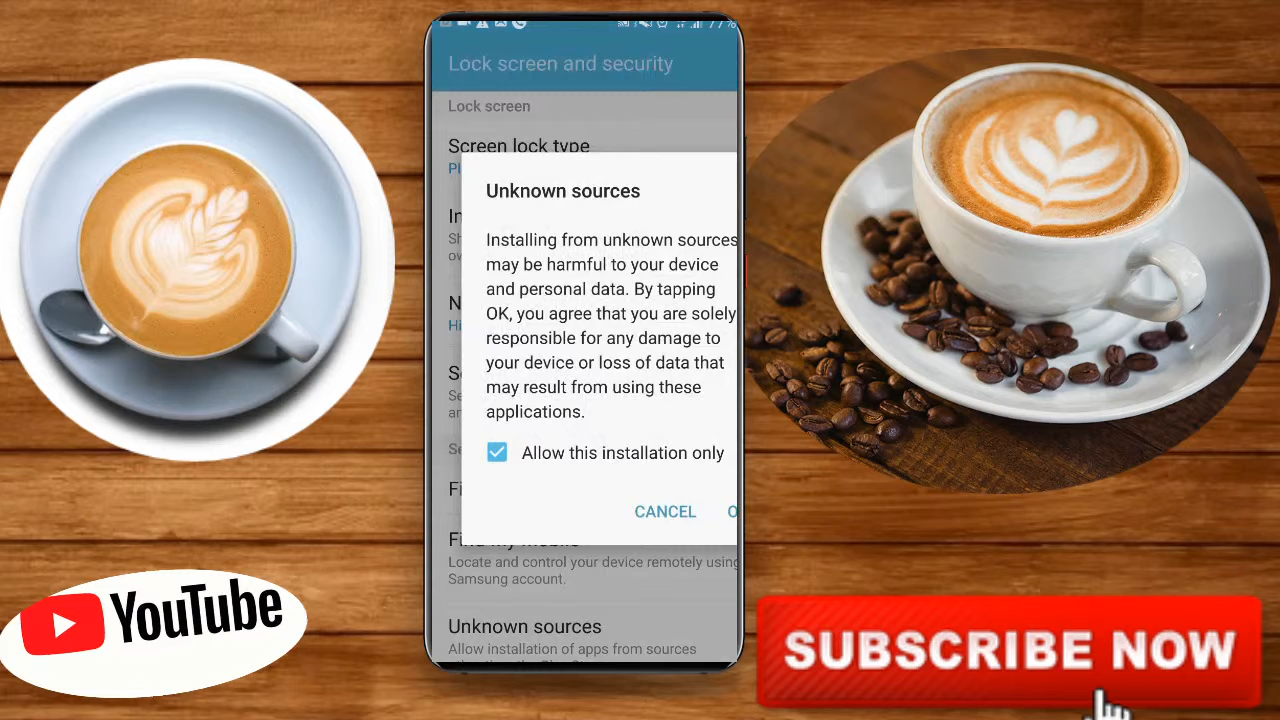 77%
Lock screen and security
Lock screen
Screen lock type
Unknown sources
Installing from unknown sources
may be harmful to your device
and personal data. By tapping
OK, you agree that you are solely
responsible for any damage to
your device or loss of data that
may result from using these
applications.
Allow this installation only
CANCEL
Find my mobile
Locate and control your device remotely using
Samsung account.
Unknown sources
Allow installation of apps from sources
YouTube
SUBSCRIBE NOW